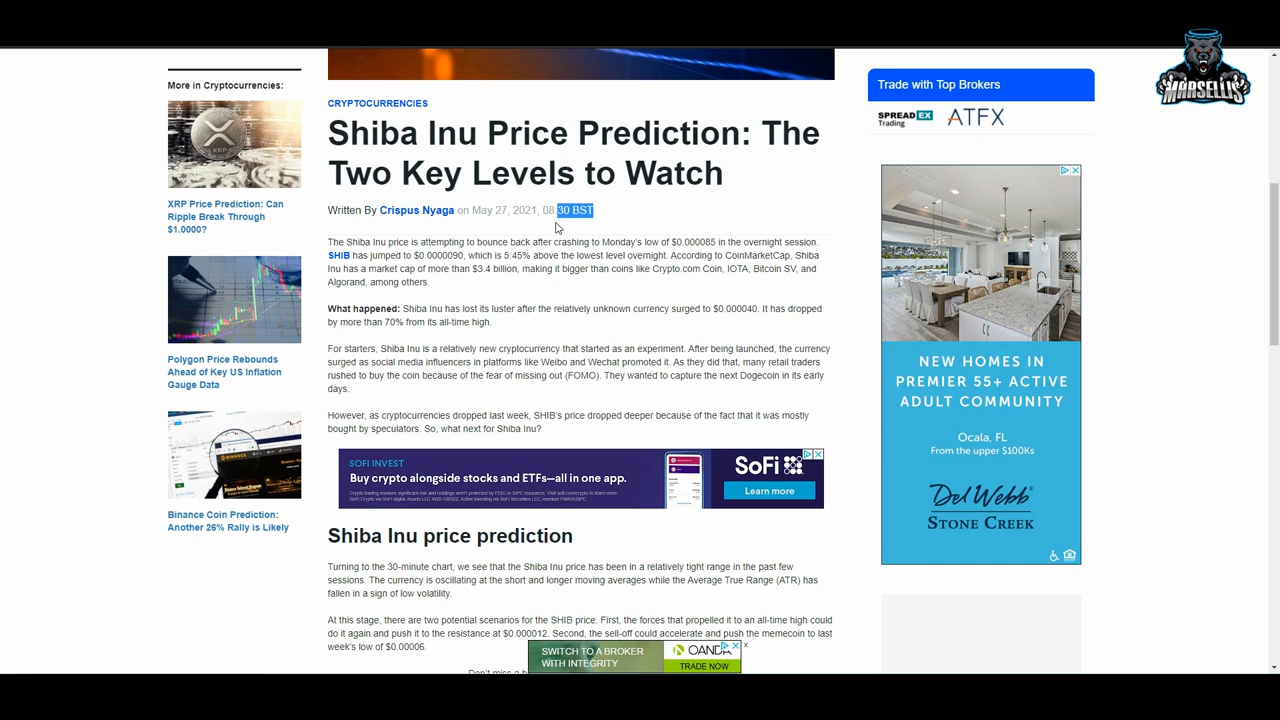 MARSELLIS
More in Cryptocurrencies:
XRP Price Prediction: Can
Ripple Break Through
$1.0000?
Polygon Price Rebounds
Ahead of Key US Inflation
Gauge Data
Binance Coin Prediction:
Another 26% Rally is Likely
CRYPTOCURRENCIES
Shiba Inu Price Prediction: The
Two Key Levels to Watch
Written By Crispus Nyaga on May 27, 2021, 08:30 BST
The Shiba Inu price is attempting to bounce back after crashing to Monday's low of $0.000085 in the overnight session.
SHIB has jumped to $0.0000090, which is 5.45% above the lowest level overnight. According to CoinMarketCap, Shiba
Inu has a market cap of more than $3.4 billion, making it bigger than coins like Crypto.com Coin, IOTA, Bitcoin SV, and
Algorand, among others.
What happened: Shiba Inu has lost its luster after the relatively unknown currency surged to $0.000040. It has dropped
by more than 70% from its all-time high.
For starters, Shiba Inu is a relatively new cryptocurrency that started as an experiment. After being launched, the currency
surged as social media influencers in platforms like Weibo and Wechat promoted it. As they did that, many retail traders
rushed to buy the coin because of the fear of missing out (FOMO). They wanted to capture the next Dogecoin in its early
days.
However, as cryptocurrencies dropped last week, SHIB's price dropped deeper because of the fact that it was mostly
bought by speculators. So, what next for Shiba Inu?
SOFI INVEST
Buy crypto alongside stocks and ETFs—all in one app.
SoFi
Learn more
Shiba Inu price prediction
Turning to the 30-minute chart, we see that the Shiba Inu price has been in a relatively tight range in the past few
sessions. The currency is oscillating at the short and longer moving averages while the Average True Range (ATR) has
fallen in a sign of low volatility.
At this stage, there are two potential scenarios for the SHIB price. First, the forces that propelled it to an all-time high could
do it again and push it to the resistance at $0.000012. Second, the sell-off could accelerate and push the memecoin to last
week's low of $0.00006.
Don't miss a
SWITCH TO A BROKER
WITH INTEGRITY
OANDA
TRADE NOW
x
Trade with Top Brokers
SPREADEX
Trading
ATFX
NEW HOMES IN
PREMIER 55+ ACTIVE
ADULT COMMUNITY
Ocala, FL
From the upper $100Ks
Del Webb
STONE CREEK